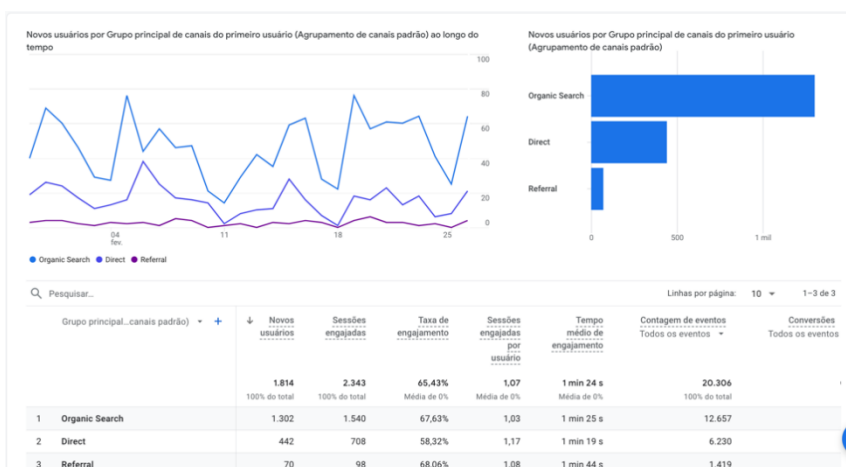 Novos usuários por Grupo principal de canais do primeiro usuário (Agrupamento de canais padrão) ao longo do
tempo
100
80
60
40
20
0
04
fev.
11
18
25
Organic Search Direct Referral
Novos usuários por Grupo principal de canais do primeiro usuário
(Agrupamento de canais padrão)
Organic Search
Direct
Referral
0 500 1 mil
Pesquisar...
Linhas por página: 10 1–3 de 3
Grupo principal...canais padrão) +
↓ Novos
usuários
Sessões
engajadas
Taxa de
engajamento
Sessões
engajadas
por
usuário
Tempo
médio de
engajamento
Contagem de eventos
Todos os eventos
Conversões
Todos os eventos
1.814 2.343 65,43% 1,07 1 min 24 s 20.306
100% do total 100% do total Média de 0% Média de 0% Média de 0% 100% do total
1 Organic Search 1.302 1.540 67,63% 1,03 1 min 25 s 12.657
2 Direct 442 708 58,32% 1,17 1 min 19 s 6.230
3 Referral 70 98 68,06% 1,08 1 min 44 s 1.419